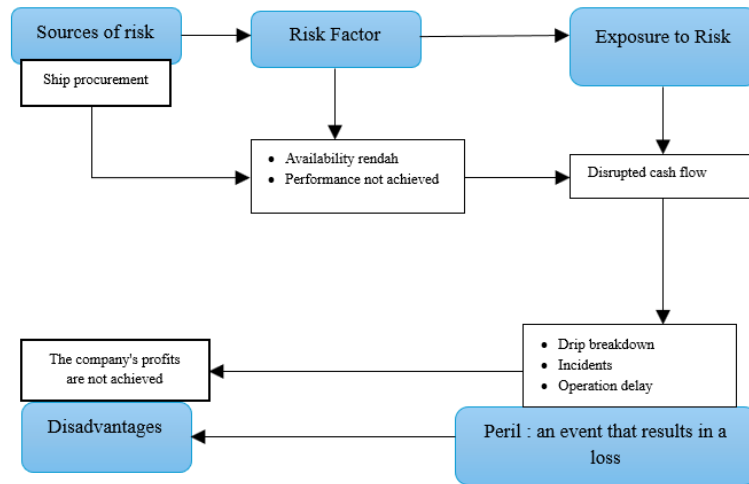 Sources of risk
Risk Factor
Exposure to Risk
Ship procurement
• Availability rendah
• Performance not achieved
Disrupted cash flow
• Drip breakdown
• Incidents
• Operation delay
The company's profits
are not achieved
Disadvantages
Peril : an event that results in a
loss